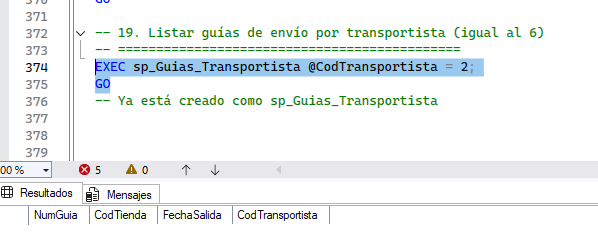 370
GO
371
372
-- 19. Listar guías de envío por transportista (igual al 6)
373
-- ===========================================
374
EXEC sp_Guias_Transportista @CodTransportista = 2;
375
GO
376
-- Ya está creado como sp_Guias_Transportista
377
378
379
00 %
5
0
Resultados
Mensajes
NumGuia
CodTienda
FechaSalida
CodTransportista